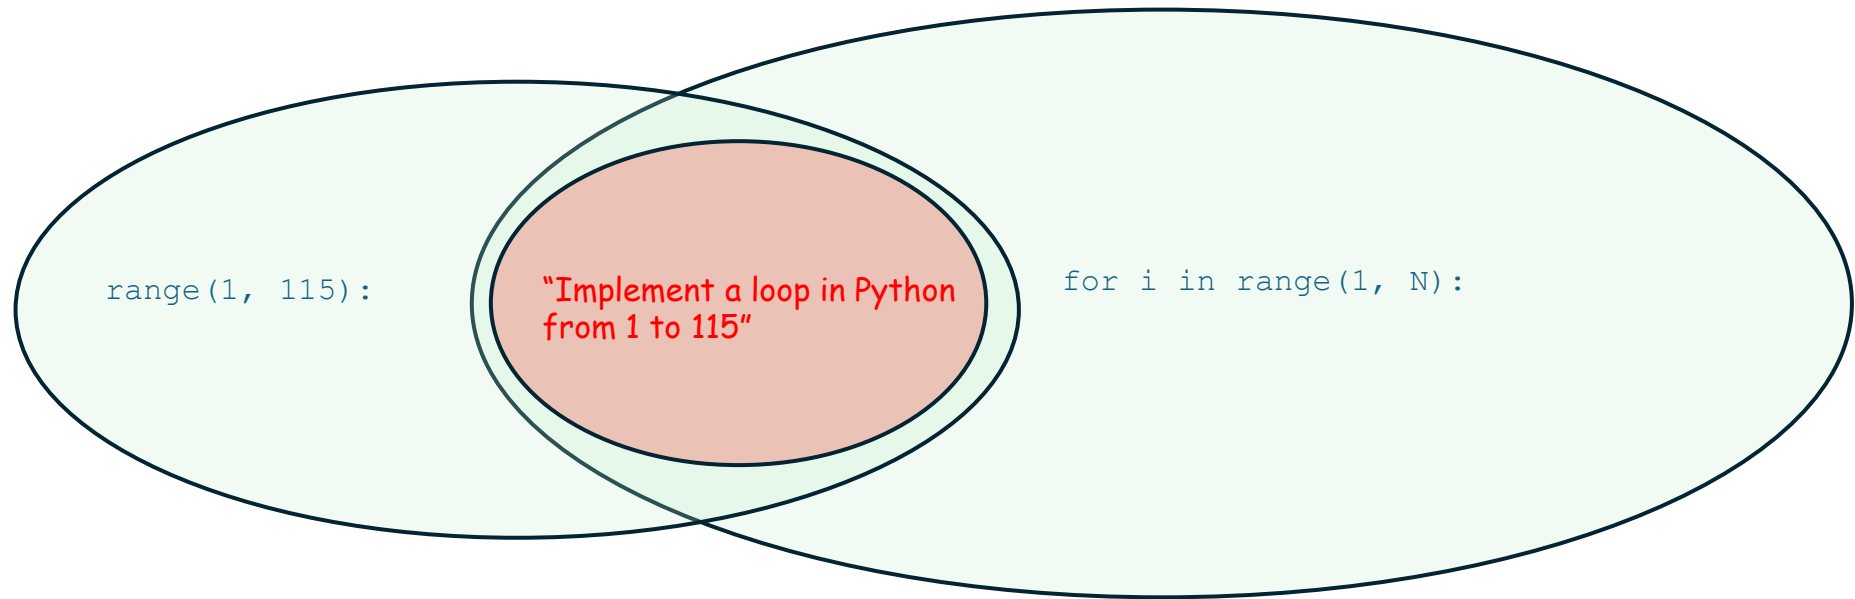 range(1, 115):
“Implement a loop in Python
from 1 to 115”
for i in range(1, N):